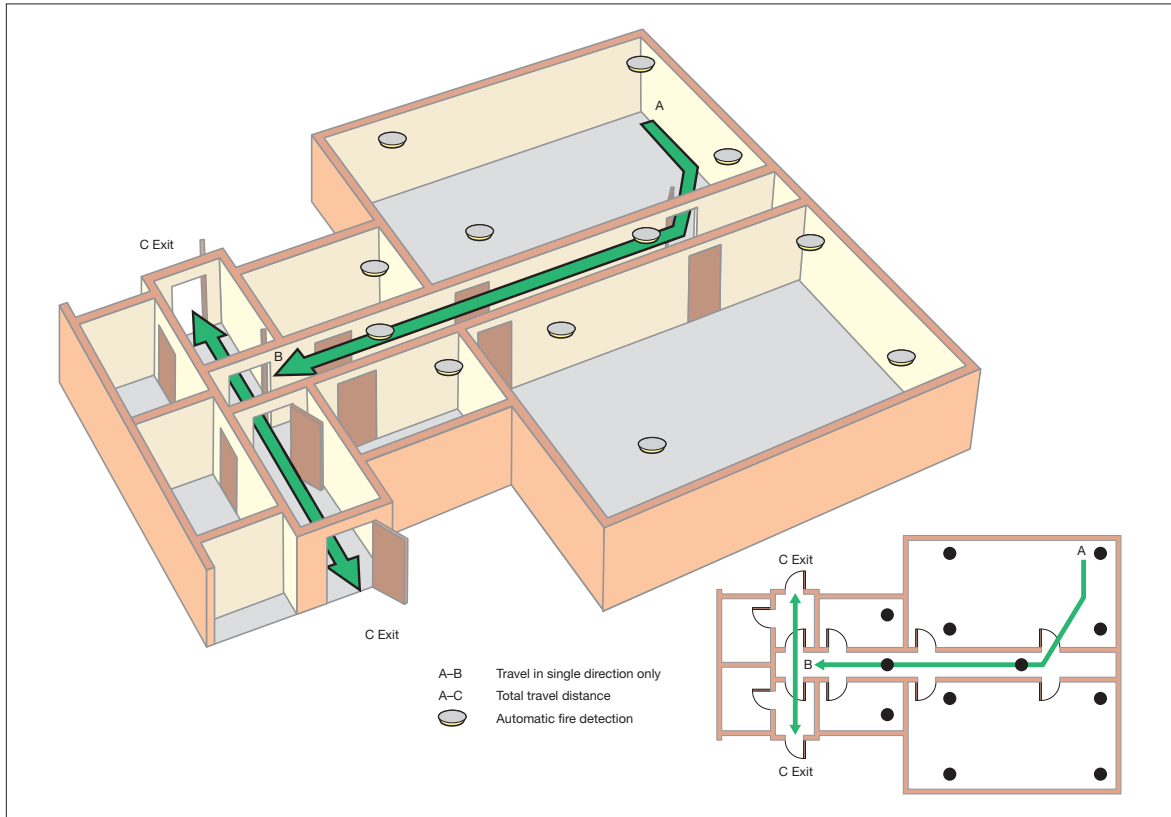 A
C Exit
B
C Exit
A–B Travel in single direction only
A–C Total travel distance
Automatic fire detection
C Exit
A
B
C Exit